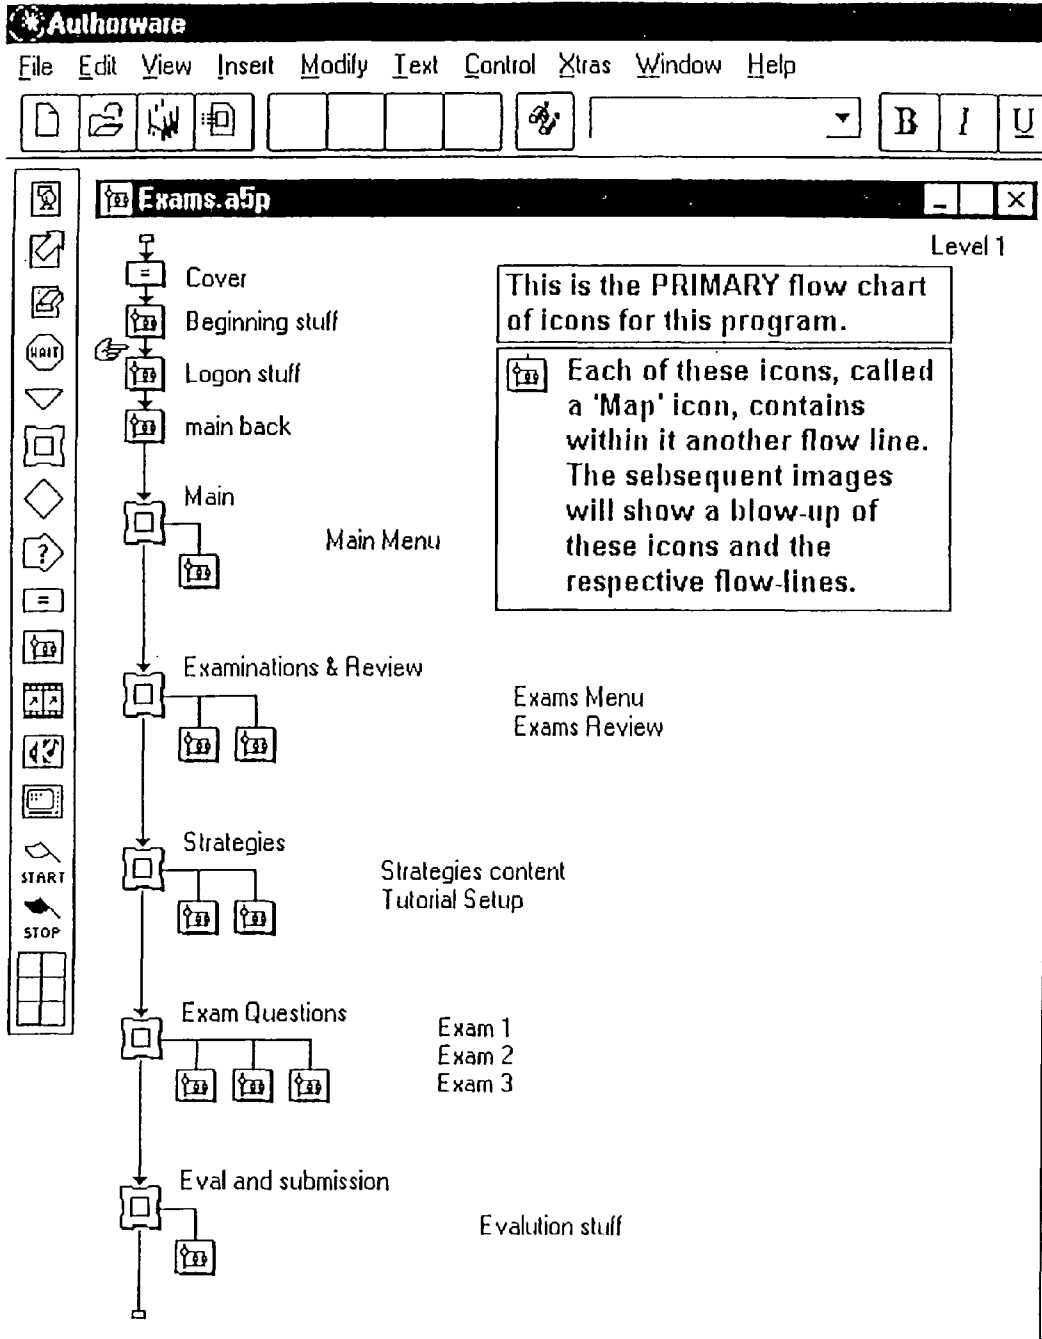 Authorware
File Edit View Insert Modify Text Control Xtras Window Help
B I U
Exams.a5p
Level 1
=
Cover
This is the PRIMARY flow chart
of icons for this program.
Beginning stuff
WAIT
Logon stuff
Each of these icons, called
a 'Map' icon, contains
within it another flow line.
The sebsequent images
will show a blow-up of
these icons and the
respective flow-lines.
main back
Main
Main Menu
?
=
Examinations & Review
Exams Menu
Exams Review
Strategies
Strategies content
Tutorial Setup
START
STOP
Exam Questions
Exam 1
Exam 2
Exam 3
Eval and submission
Evalution stuff